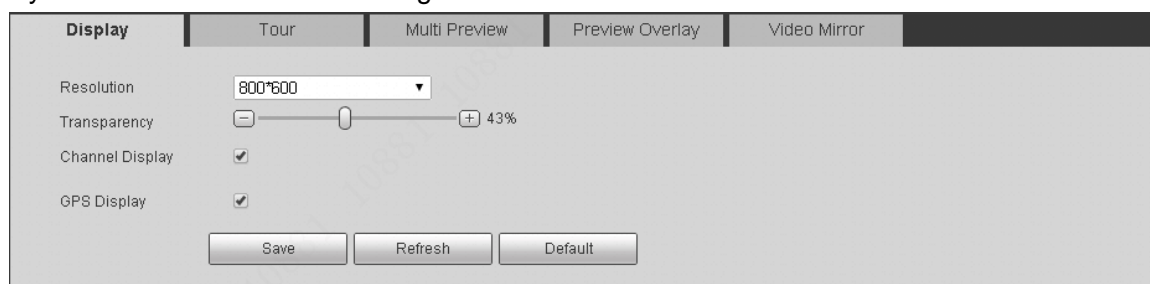 Display Tour Multi Preview Preview Overlay Video Mirror
Resolution 800*600
Transparency 43%
Channel Display
GPS Display
Save Refresh Default